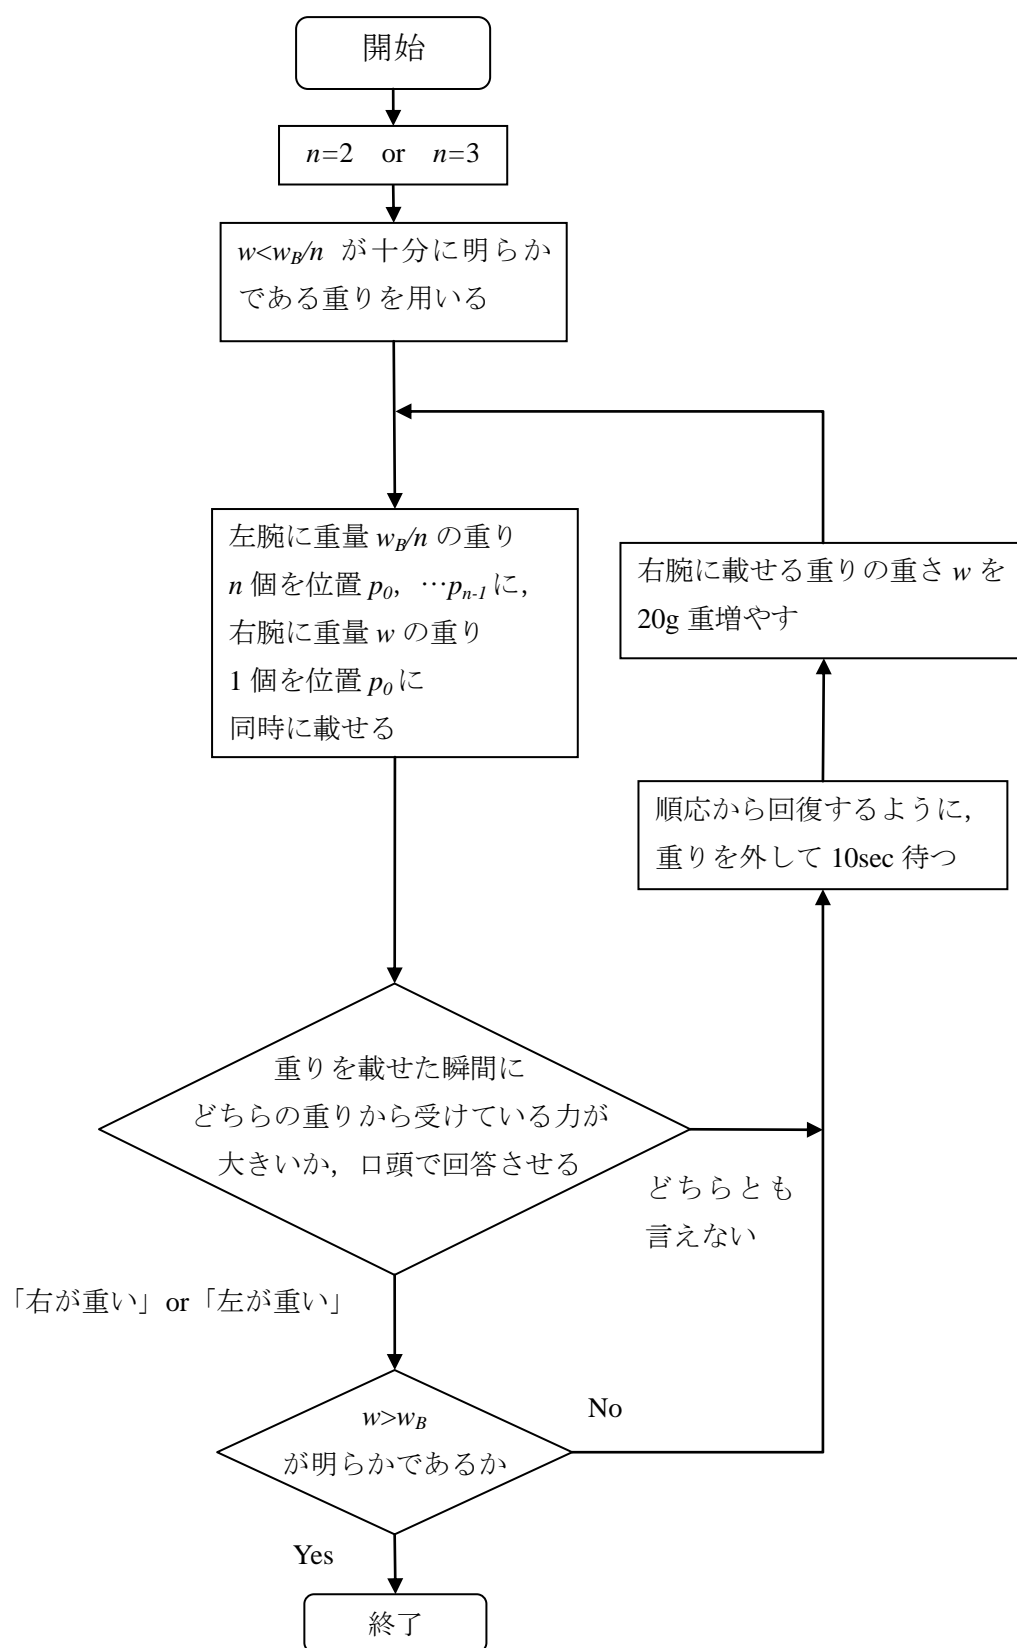 開始
n=2 or n=3
w<w_B/n が十分に明らか
である重りを用いる
左腕に重量 w_B/n の重り
n 個を位置 p_0, …p_{n-1} に,
右腕に重量 w の重り
1 個を位置 p_0 に
同時に載せる
右腕に載せる重りの重さ w を
20g 重増やす
順応から回復するように,
重りを外して 10sec 待つ
重りを載せた瞬間に
どちらの重りから受けている力が
大きいか, 口頭で回答させる
どちらとも
言えない
「右が重い」or「左が重い」
w>w_B
が明らかであるか
No
Yes
終了